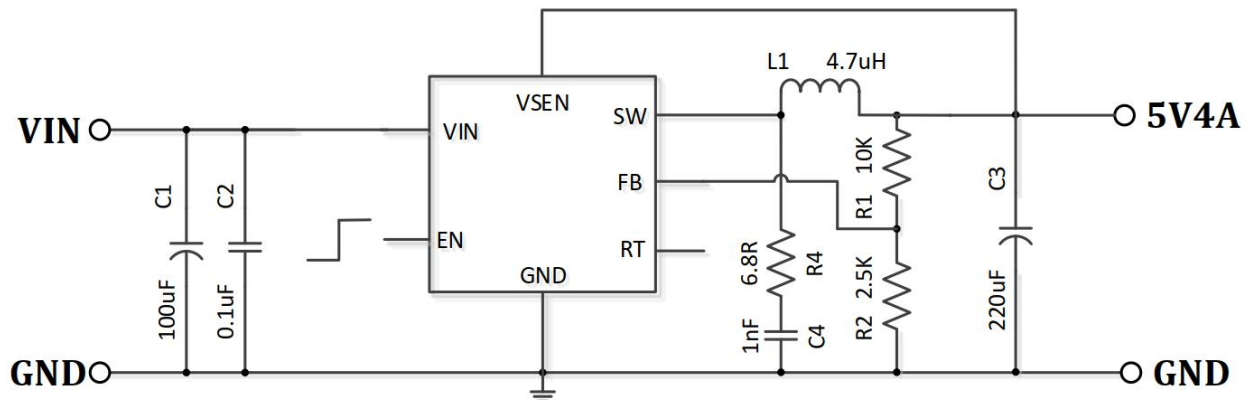 L1 4.7uH
VSEN
VIN
VIN
SW
5V4A
C1
C2
10K
R1
C3
FB
EN
RT
6.8R
R4
2.5K
R2
GND
100uF
0.1uF
1nF
C4
220uF
GND
GND